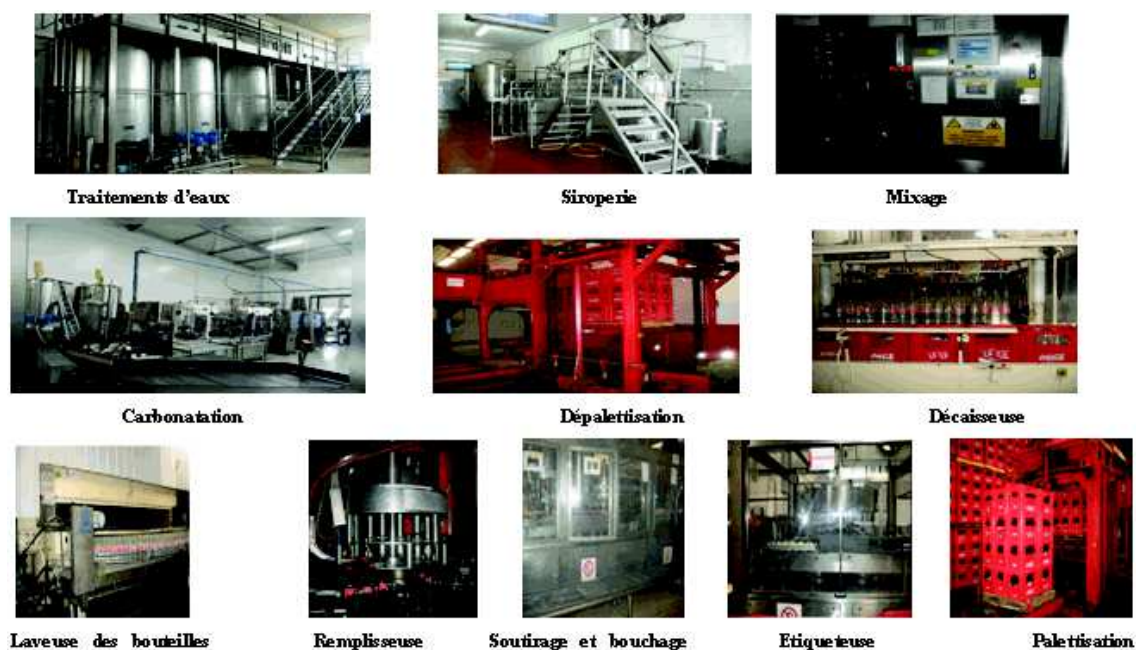 Traitements d'eaux
Siroperie
Mixage
Carbonatation
Dépalettisation
Décaisseuse
Laveuse des bouteilles
Remplisseuse
Soutirage et bouchage
Etiqueteuse
Palettisation